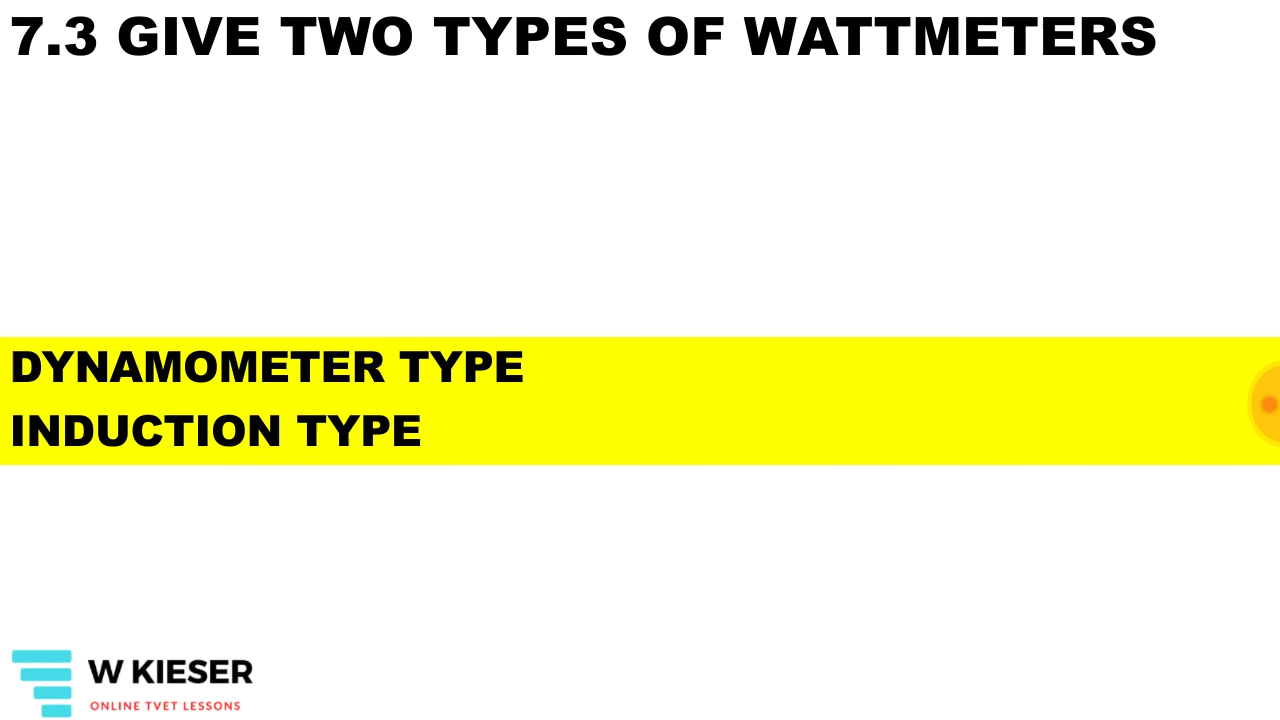 7.3 GIVE TWO TYPES OF WATTMETERS
DYNAMOMETER TYPE
INDUCTION TYPE
W KIESER
ONLINE TVET LESSONS